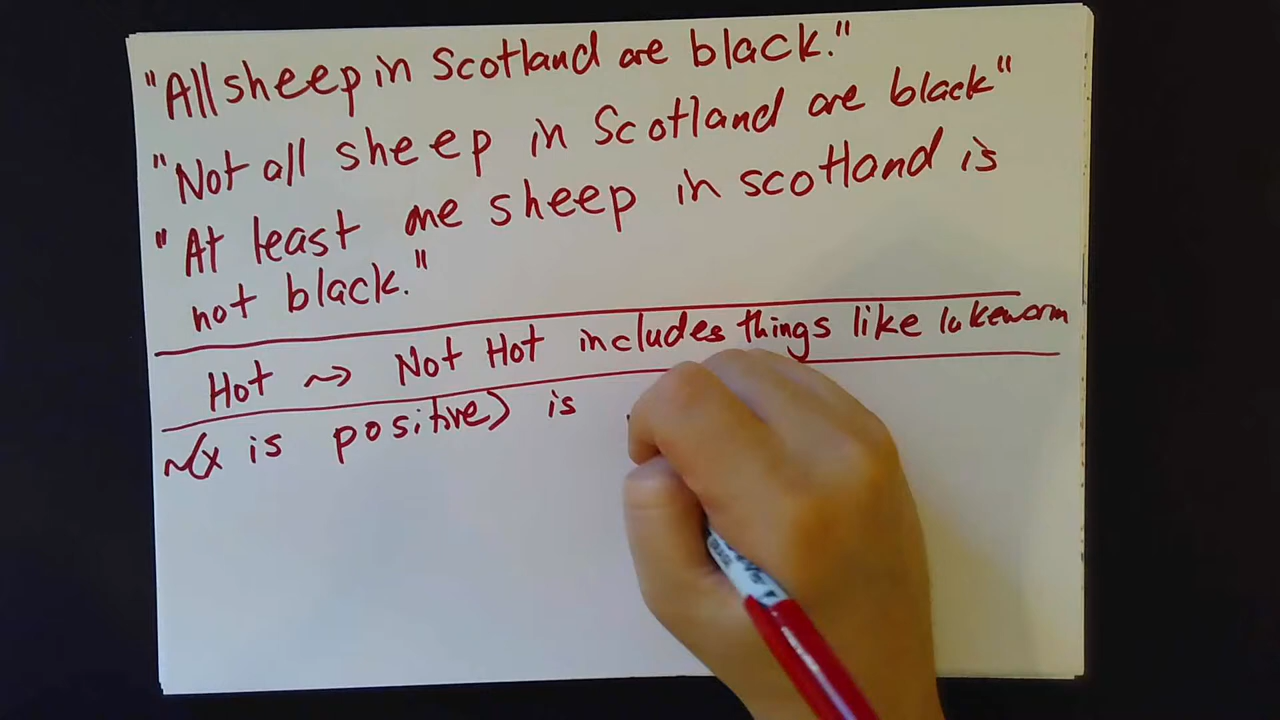 "All sheep in Scotland are black."
"Not all sheep in Scotland are black"
"At least one sheep in scotland is
not black."
Hot ⇝ Not Hot includes things like lukeworm
~(x is positive) is